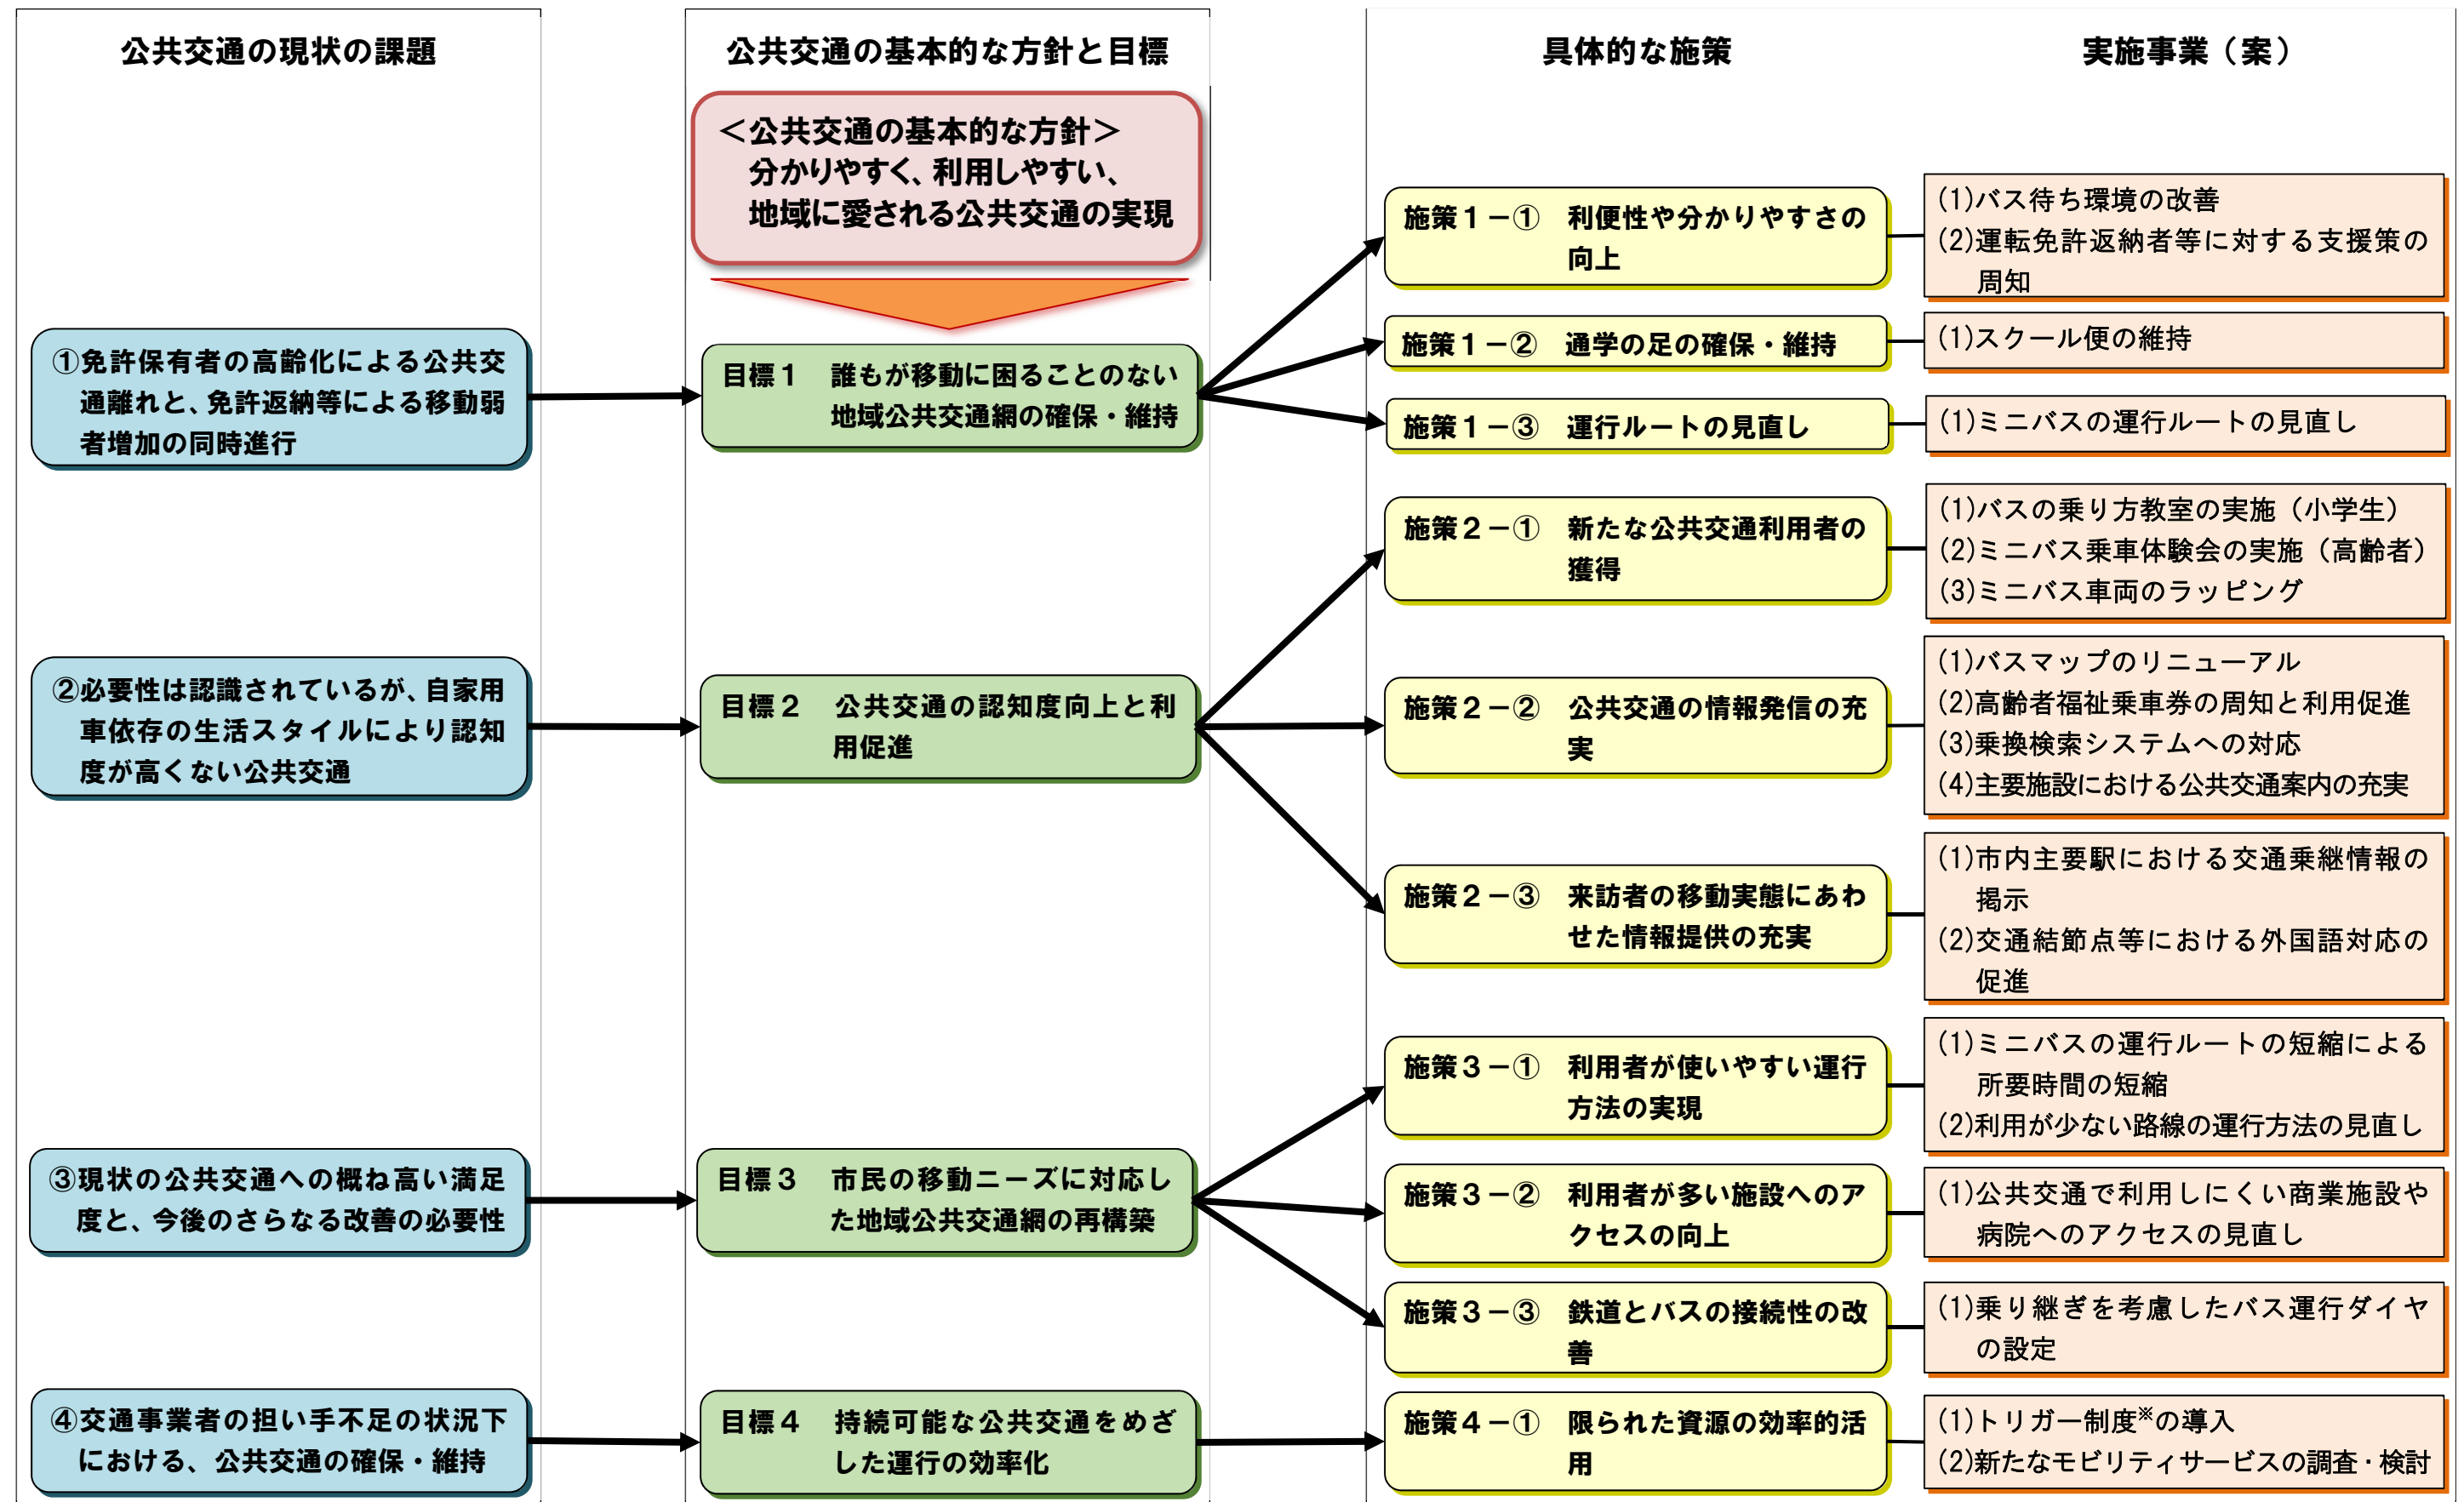 公共交通の現状の課題
公共交通の基本的な方針と目標
具体的な施策
実施事業（案）
＜公共交通の基本的な方針＞
分かりやすく、利用しやすい、
地域に愛される公共交通の実現
①免許保有者の高齢化による公共交
通離れと、免許返納等による移動弱
者増加の同時進行
目標１　誰もが移動に困ることのない
地域公共交通網の確保・維持
施策１－①　利便性や分かりやすさの
向上
(1)バス待ち環境の改善
(2)運転免許返納者等に対する支援策の
周知
施策１－②　通学の足の確保・維持
(1)スクール便の維持
施策１－③　運行ルートの見直し
(1)ミニバスの運行ルートの見直し
②必要性は認識されているが、自家用
車依存の生活スタイルにより認知
度が高くない公共交通
目標２　公共交通の認知度向上と利
用促進
施策２－①　新たな公共交通利用者の
獲得
(1)バスの乗り方教室の実施（小学生）
(2)ミニバス乗車体験会の実施（高齢者）
(3)ミニバス車両のラッピング
施策２－②　公共交通の情報発信の充
実
(1)バスマップのリニューアル
(2)高齢者福祉乗車券の周知と利用促進
(3)乗換検索システムへの対応
(4)主要施設における公共交通案内の充実
施策２－③　来訪者の移動実態にあわ
せた情報提供の充実
(1)市内主要駅における交通乗継情報の
掲示
(2)交通結節点等における外国語対応の
促進
③現状の公共交通への概ね高い満足
度と、今後のさらなる改善の必要性
目標３　市民の移動ニーズに対応し
た地域公共交通網の再構築
施策３－①　利用者が使いやすい運行
方法の実現
(1)ミニバスの運行ルートの短縮による
所要時間の短縮
(2)利用が少ない路線の運行方法の見直し
施策３－②　利用者が多い施設へのア
クセスの向上
(1)公共交通で利用しにくい商業施設や
病院へのアクセスの見直し
施策３－③　鉄道とバスの接続性の改
善
(1)乗り継ぎを考慮したバス運行ダイヤ
の設定
④交通事業者の担い手不足の状況下
における、公共交通の確保・維持
目標４　持続可能な公共交通をめざ
した運行の効率化
施策４－①　限られた資源の効率的活
用
(1)トリガー制度※の導入
(2)新たなモビリティサービスの調査・検討